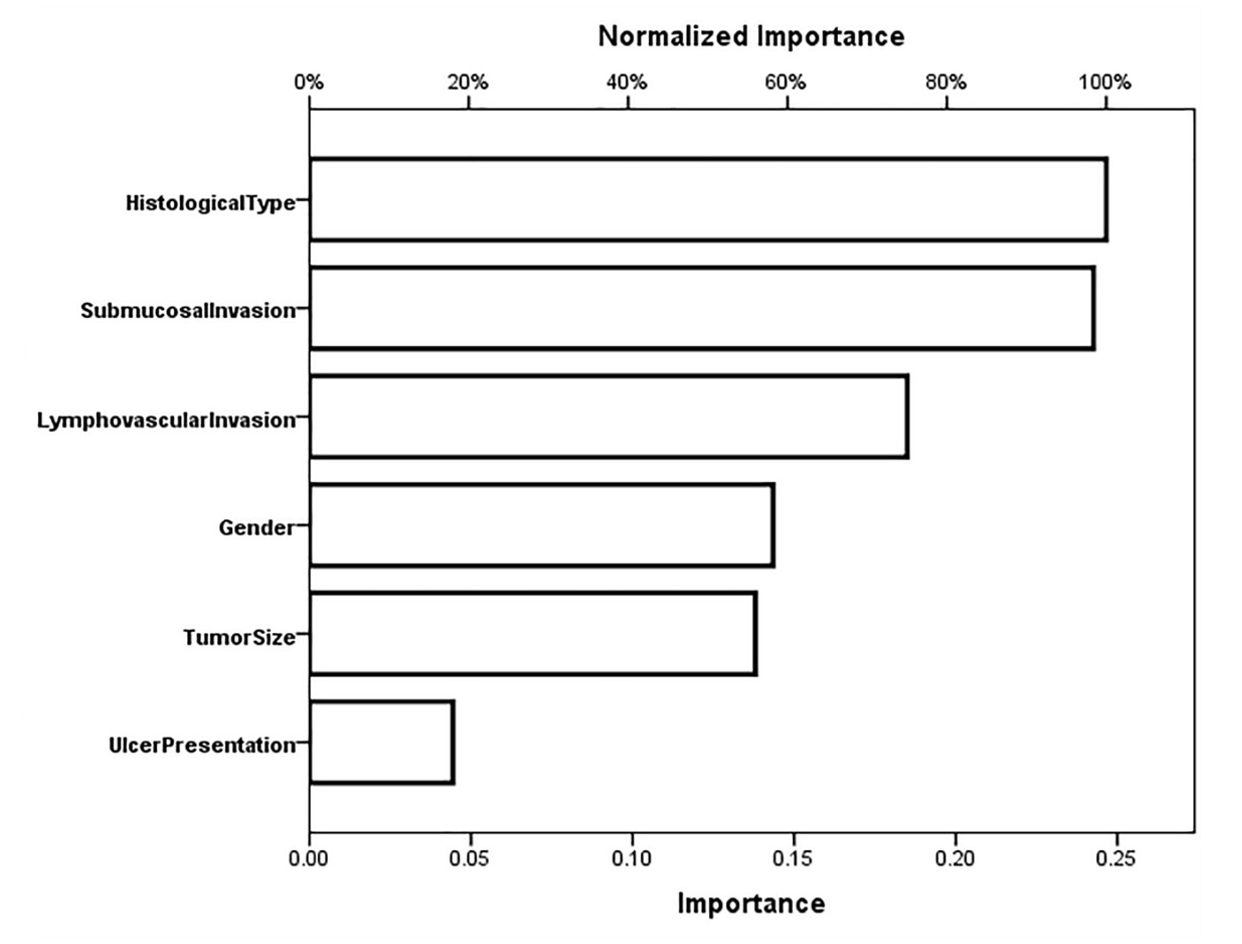 Normalized Importance
0% 20% 40% 60% 80% 100%
HistologicalType
SubmucosalInvasion
LymphovascularInvasion
Gender
TumorSize
UlcerPresentation
0.00 0.05 0.10 0.15 0.20 0.25
Importance